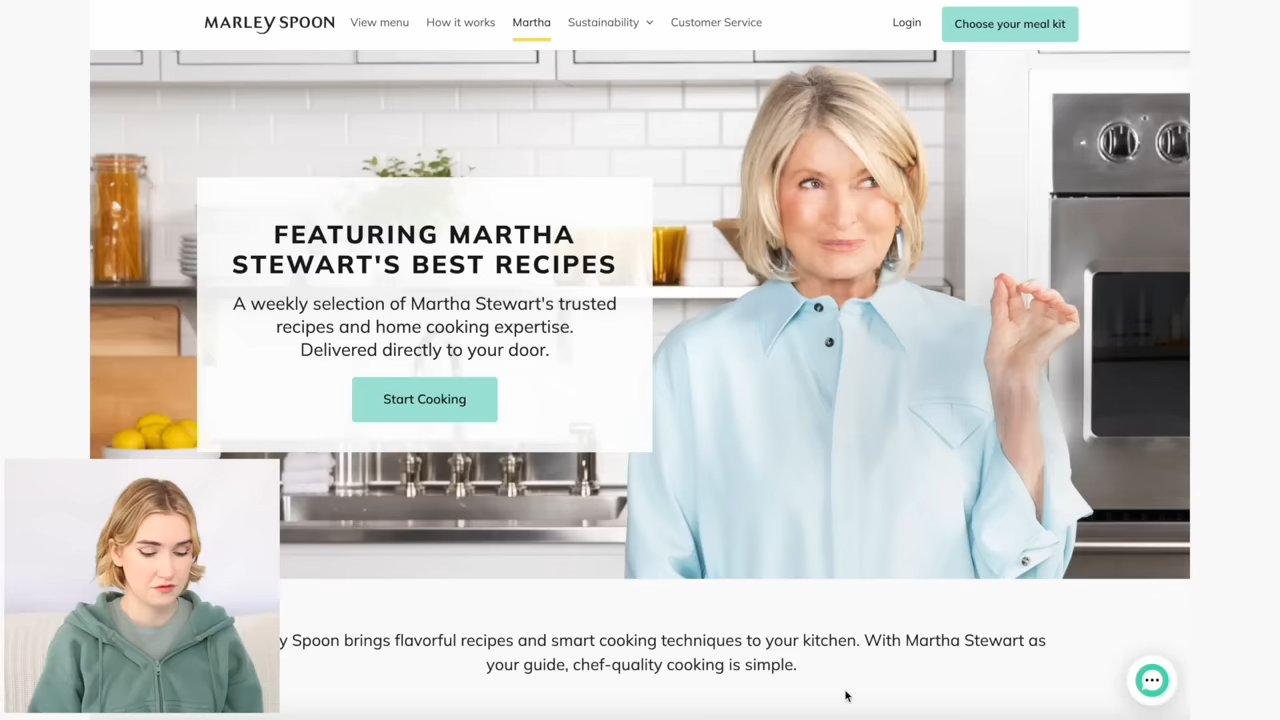 MARLEY SPOON View menu How it works Martha Sustainability Customer Service Login Choose your meal kit
FEATURING MARTHA
STEWART'S BEST RECIPES
A weekly selection of Martha Stewart's trusted
recipes and home cooking expertise.
Delivered directly to your door.
Start Cooking
y Spoon brings flavorful recipes and smart cooking techniques to your kitchen. With Martha Stewart as
your guide, chef-quality cooking is simple.